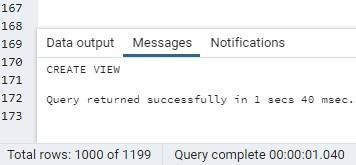 167
168
169
170
171
172
173
Data output Messages Notifications
CREATE VIEW
Query returned successfully in 1 secs 40 msec.
Total rows: 1000 of 1199 Query complete 00:00:01.040